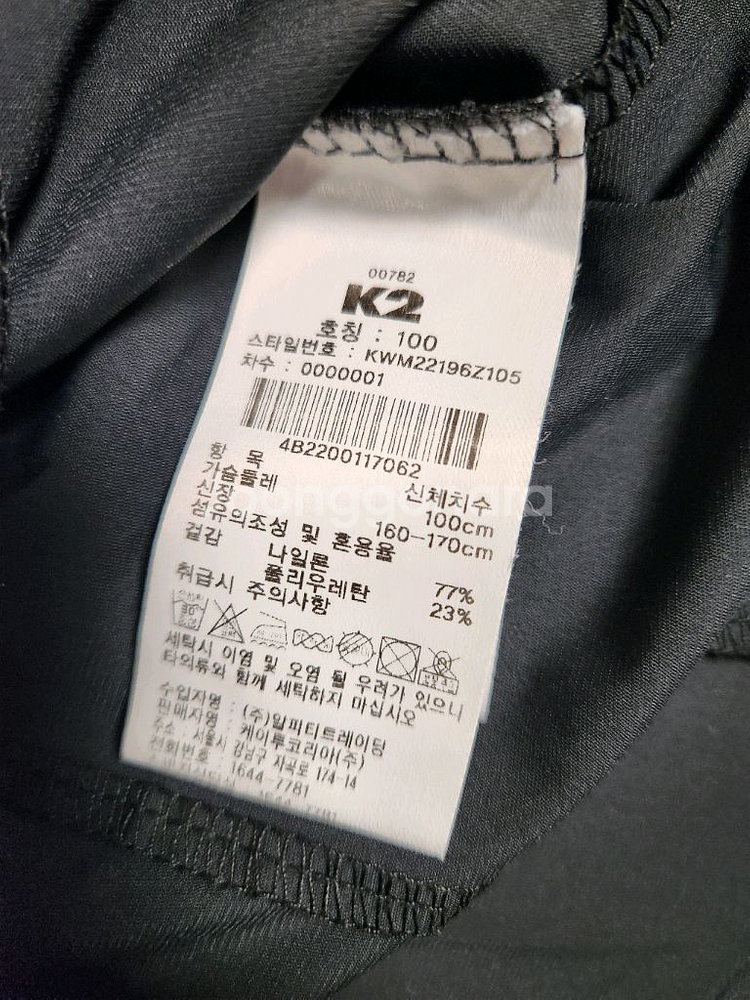 00782
K2
호칭 : 100
스타일번호 : KWM22196Z105
차수 : 0000001
4B2200117062
항 목 신체치수
가슴둘레 100cm
신장 160-170cm
섬유의조성 및 혼용율
겉감 나일론 77%
폴리우레탄 23%
취급시 주의사항
세탁시 이염 및 오염 될 우려가 있으니
타의류와 함께 세탁하지 마십시오
수입자명 : (주)알파티트레이딩
판매자명 : 케이투코리아(주)
주소 : 서울시 강남구 자곡로 174-14
전화번호 : 1644-7781